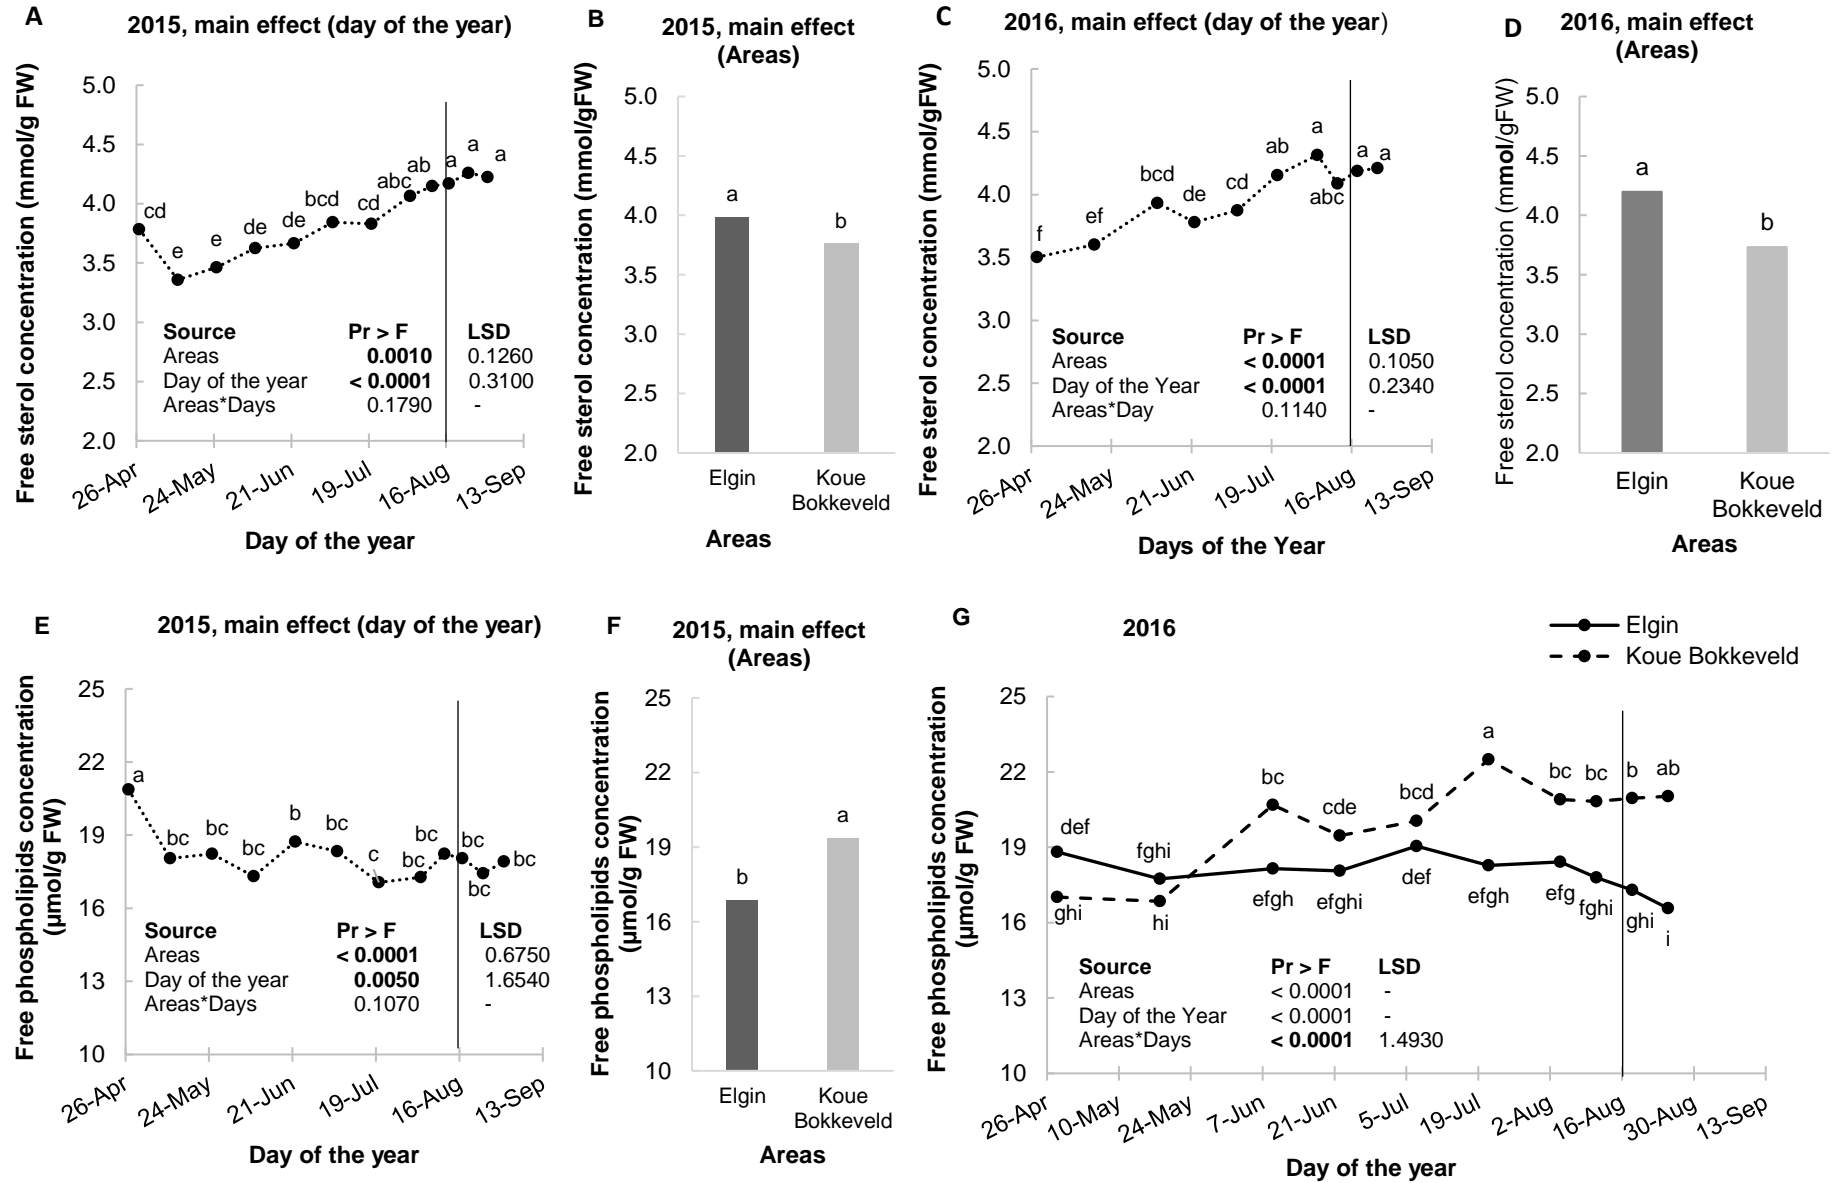 A
2015, main effect (day of the year)
Free sterol concentration (mmol/g FW)
5.0
4.5
4.0
3.5
3.0
2.5
2.0
cd
e
e
de
de
bcd
cd
abc
ab
a
a
a
Source Pr > F LSD
Areas 0.0010 0.1260
Day of the year < 0.0001 0.3100
Areas*Days 0.1790 -
26-Apr
24-May
21-Jun
19-Jul
16-Aug
13-Sep
Day of the year
B
2015, main effect
(Areas)
Free sterol concentration (mmol/gFW)
5.0
4.5
4.0
3.5
3.0
2.5
2.0
a
b
Elgin
Koue
Bokkeveld
Areas
C
2016, main effect (day of the year)
Free sterol concentration (mmol/gFW)
5.0
4.5
4.0
3.5
3.0
2.5
2.0
f
ef
bcd
de
cd
ab
a
abc
a
a
Source Pr > F LSD
Areas < 0.0001 0.1050
Day of the Year < 0.0001 0.2340
Areas*Day 0.1140 -
26-Apr
24-May
21-Jun
19-Jul
16-Aug
13-Sep
Days of the Year
D
2016, main effect
(Areas)
Free sterol concentration (mmol/gFW)
5.0
4.5
4.0
3.5
3.0
2.5
2.0
a
b
Elgin
Koue
Bokkeveld
Areas
E
2015, main effect (day of the year)
Free phospholipids concentration
(µmol/g FW)
25
22
19
16
13
10
a
bc
bc
bc
b
bc
c
bc
bc
bc
bc
bc
Source Pr > F LSD
Areas < 0.0001 0.6750
Day of the year 0.0050 1.6540
Areas*Days 0.1070 -
26-Apr
24-May
21-Jun
19-Jul
16-Aug
13-Sep
Day of the year
F
2015, main effect
(Areas)
Free phospholipids concentration
(µmol/g FW)
25
22
19
16
13
10
b
a
Elgin
Koue
Bokkeveld
Areas
G
2016
Elgin
Koue Bokkeveld
Free phospholipids concentration
(µmol/g FW)
25
22
19
16
13
10
def
fghi
bc
cde
bcd
a
bc
bc
b
ab
ghi
hi
efgh
efghi
def
efgh
efg
fghi
ghi
i
Source Pr > F LSD
Areas < 0.0001 -
Day of the Year < 0.0001 -
Areas*Days < 0.0001 1.4930
26-Apr
10-May
24-May
7-Jun
21-Jun
5-Jul
19-Jul
2-Aug
16-Aug
30-Aug
13-Sep
Day of the year